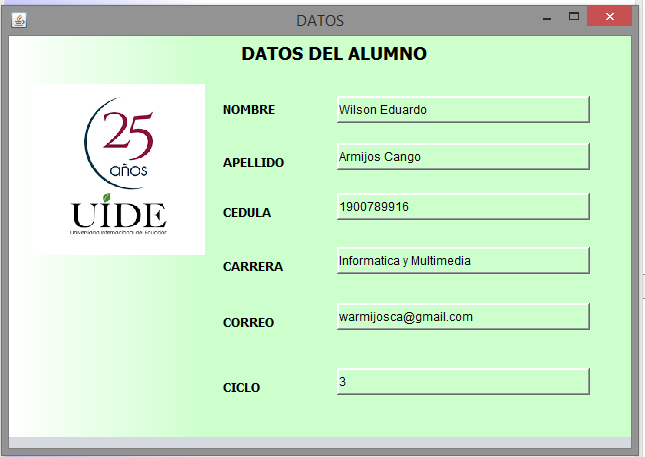 DATOS
DATOS DEL ALUMNO
25
años
UIDE
Universidad Internacional del Ecuador
NOMBRE Wilson Eduardo
APELLIDO Armijos Cango
CEDULA 1900789916
CARRERA Informatica y Multimedia
CORREO warmijosca@gmail.com
CICLO 3